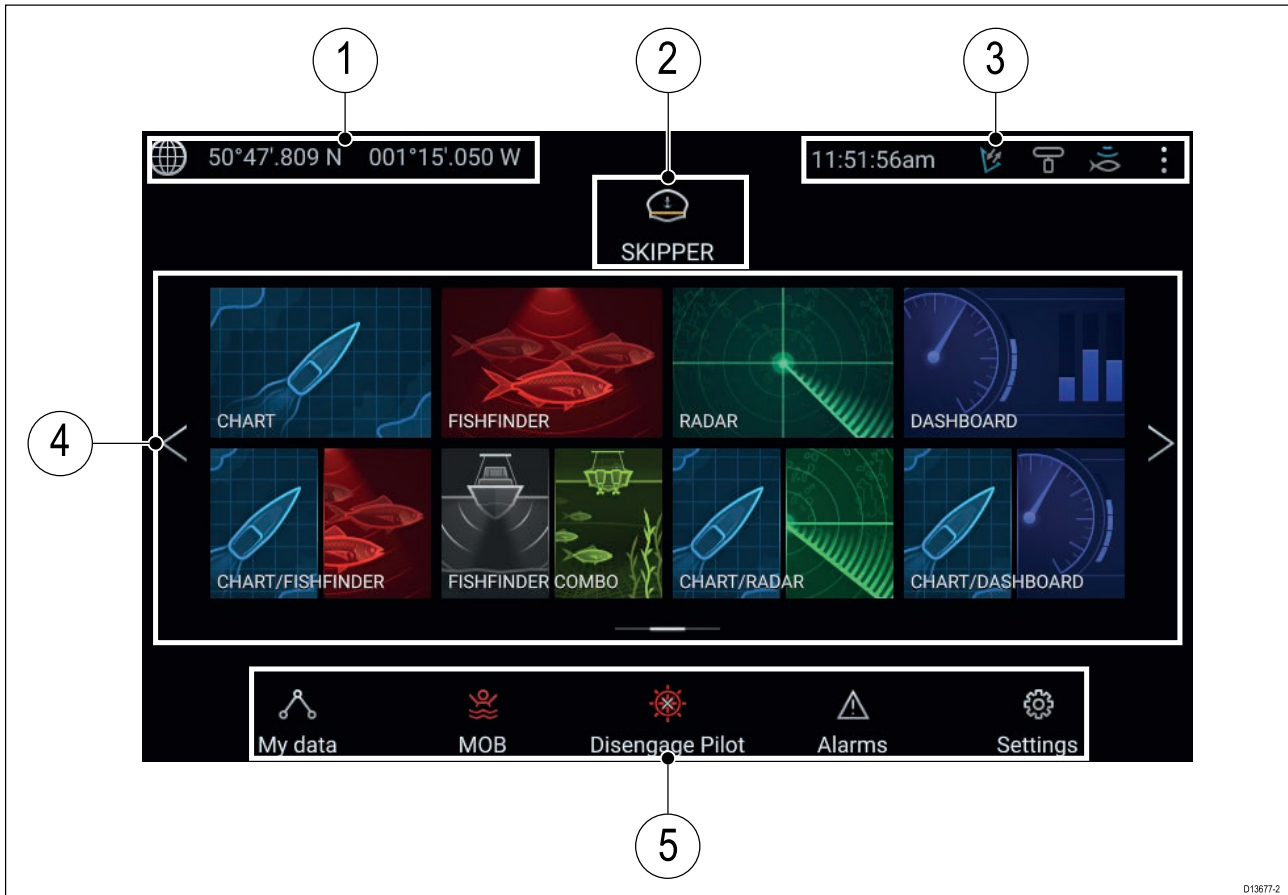 1
2
3
50°47'.809 N 001°15'.050 W
11:51:56am
SKIPPER
4
CHART
FISHFINDER
RADAR
DASHBOARD
CHART/FISHFINDER
FISHFINDER COMBO
CHART/RADAR
CHART/DASHBOARD
My data
MOB
Disengage Pilot
Alarms
Settings
5
D13677-2